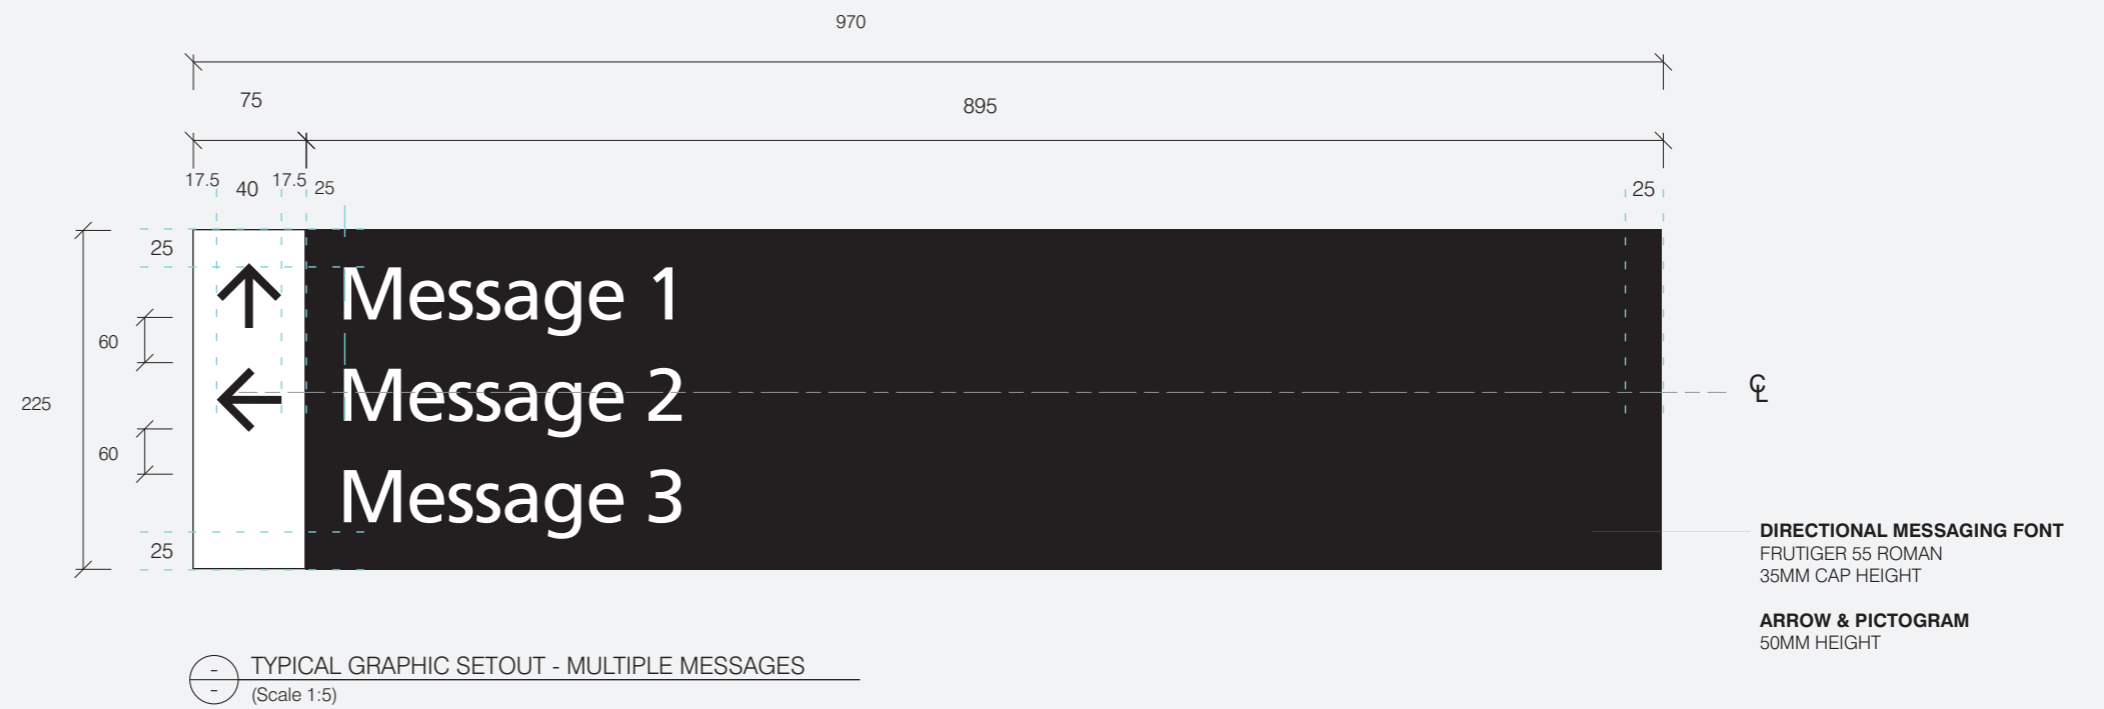 970
75
895
17.5
40
17.5
25
25
25
Message 1
60
Message 2
℄
225
60
Message 3
25
DIRECTIONAL MESSAGING FONT
FRUTIGER 55 ROMAN
35MM CAP HEIGHT
ARROW & PICTOGRAM
50MM HEIGHT
-
-
TYPICAL GRAPHIC SETOUT - MULTIPLE MESSAGES
(Scale 1:5)